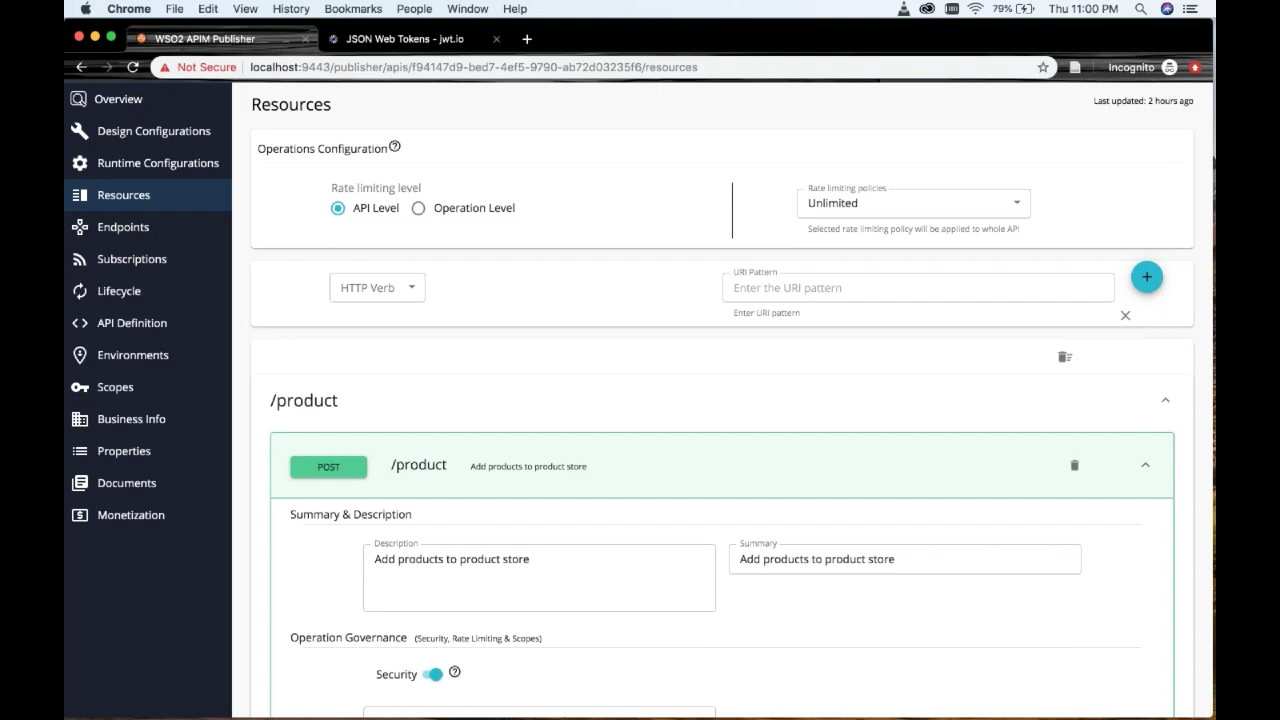 Chrome File Edit View History Bookmarks People Window Help 79% Thu 11:00 PM
WSO2 APIM Publisher JSON Web Tokens - jwt.io
Not Secure localhost:9443/publisher/apis/f94147d9-bed7-4ef5-9790-ab72d03235f6/resources Incognito
Overview
Design Configurations
Runtime Configurations
Resources
Endpoints
Subscriptions
Lifecycle
API Definition
Environments
Scopes
Business Info
Properties
Documents
Monetization
Resources
Last updated: 2 hours ago
Operations Configuration
Rate limiting level
API Level Operation Level
Rate limiting policies
Unlimited
Selected rate limiting policy will be applied to whole API
HTTP Verb
URI Pattern
Enter the URI pattern
Enter URI pattern
/product
POST /product Add products to product store
Summary & Description
Description
Add products to product store
Summary
Add products to product store
Operation Governance (Security, Rate Limiting & Scopes)
Security